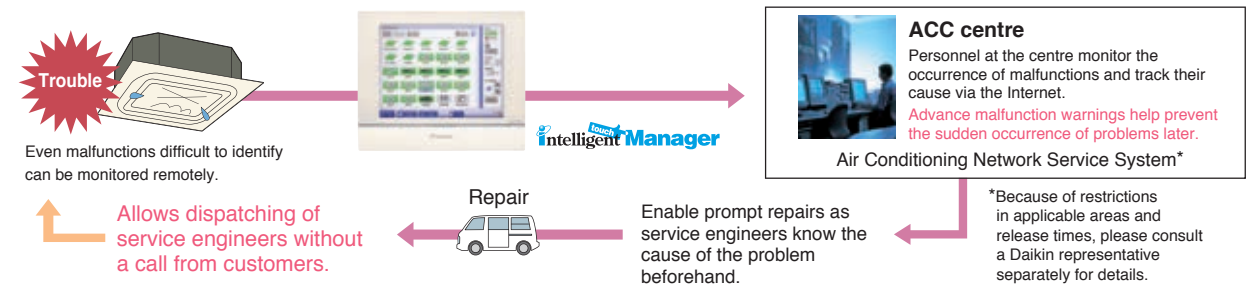 Trouble
Even malfunctions difficult to identify
can be monitored remotely.
intelligent touch Manager
ACC centre
Personnel at the centre monitor the
occurrence of malfunctions and track their
cause via the Internet.
Advance malfunction warnings help prevent
the sudden occurrence of problems later.
Air Conditioning Network Service System*
*Because of restrictions
in applicable areas and
release times, please consult
a Daikin representative
separately for details.
Enable prompt repairs as
service engineers know the
cause of the problem
beforehand.
Repair
Allows dispatching of
service engineers without
a call from customers.